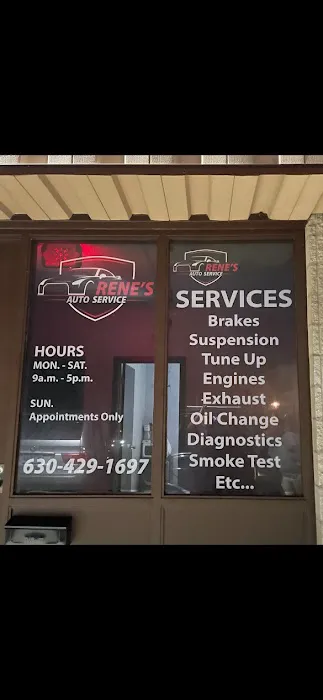 RENE'S
AUTO SERVICE
HOURS
MON. - SAT.
9a.m. - 5p.m.
SUN.
Appointments Only
630-429-1697
RENE'S
AUTO SERVICE
SERVICES
Brakes
Suspension
Tune Up
Engines
Exhaust
Oil Change
Diagnostics
Smoke Test
Etc...